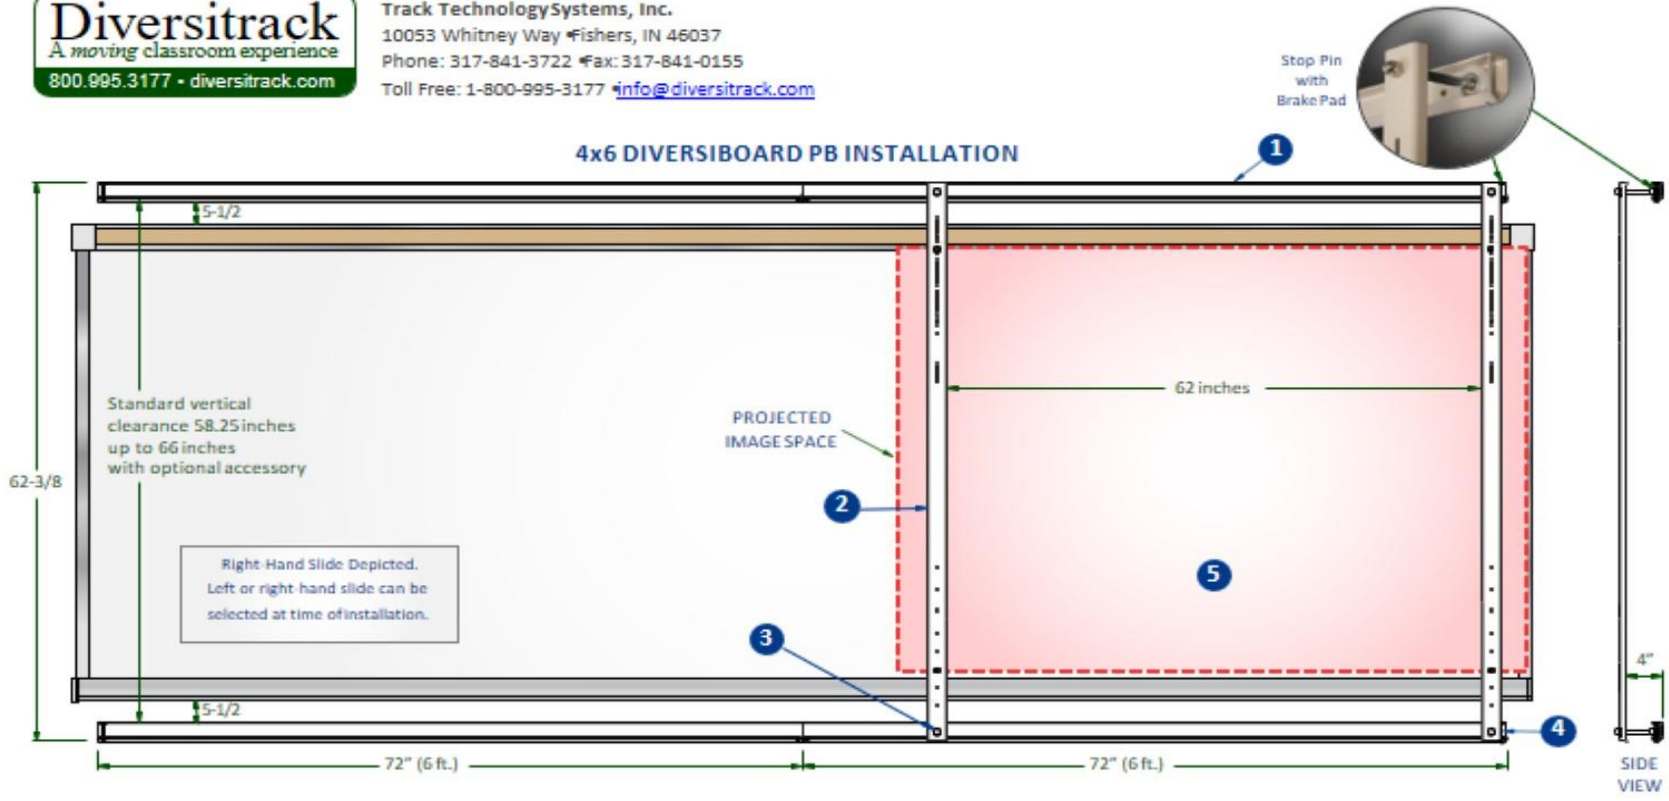 Diversitrack
A moving classroom experience
800.995.3177 • diversitrack.com
Track TechnologySystems, Inc.
10053 Whitney Way •Fishers, IN 46037
Phone: 317-841-3722 •Fax: 317-841-0155
Toll Free: 1-800-995-3177 •info@diversitrack.com
Stop Pin
with
Brake Pad
4x6 DIVERSIBOARD PB INSTALLATION
1
5-1/2
Standard vertical
clearance 58.25 inches
up to 66 inches
with optional accessory
62-3/8
PROJECTED
IMAGE SPACE
62 inches
2
Right-Hand Slide Depicted.
Left or right-hand slide can be
selected at time of installation.
5
3
4"
5-1/2
4
72" (6 ft.)
72" (6 ft.)
SIDE
VIEW